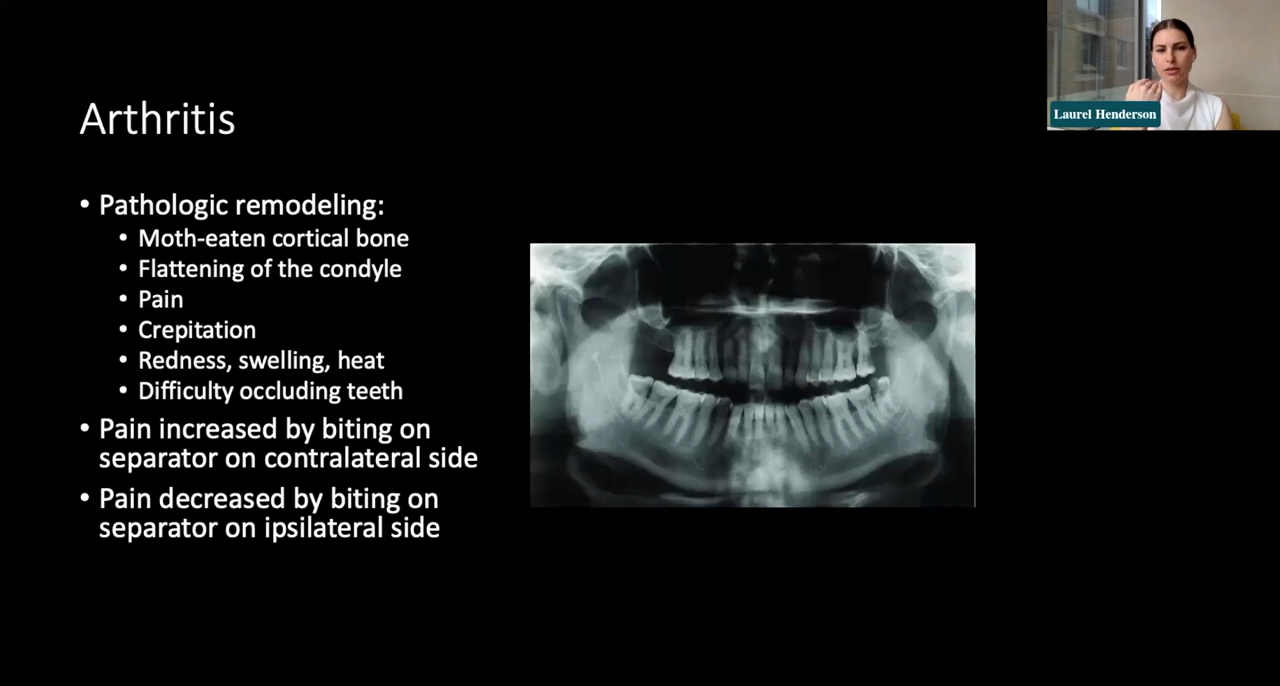 Laurel Henderson
Arthritis
• Pathologic remodeling:
• Moth-eaten cortical bone
• Flattening of the condyle
• Pain
• Crepitation
• Redness, swelling, heat
• Difficulty occluding teeth
• Pain increased by biting on
separator on contralateral side
• Pain decreased by biting on
separator on ipsilateral side